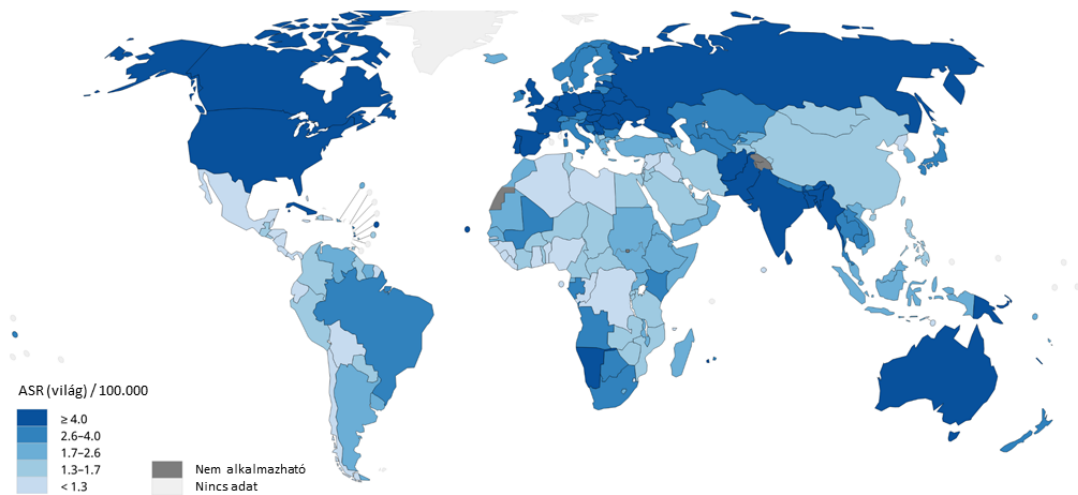 ASR (világ) / 100.000
≥ 4.0
2.6–4.0
1.7–2.6
1.3–1.7
< 1.3
Nem alkalmazható
Nincs adat